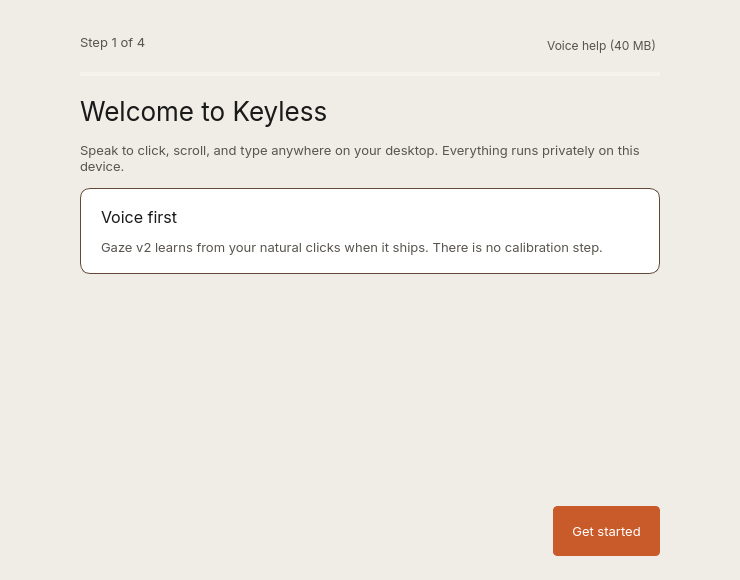 Step 1 of 4
Voice help (40 MB)
Welcome to Keyless
Speak to click, scroll, and type anywhere on your desktop. Everything runs privately on this
device.
Voice first
Gaze v2 learns from your natural clicks when it ships. There is no calibration step.
Get started